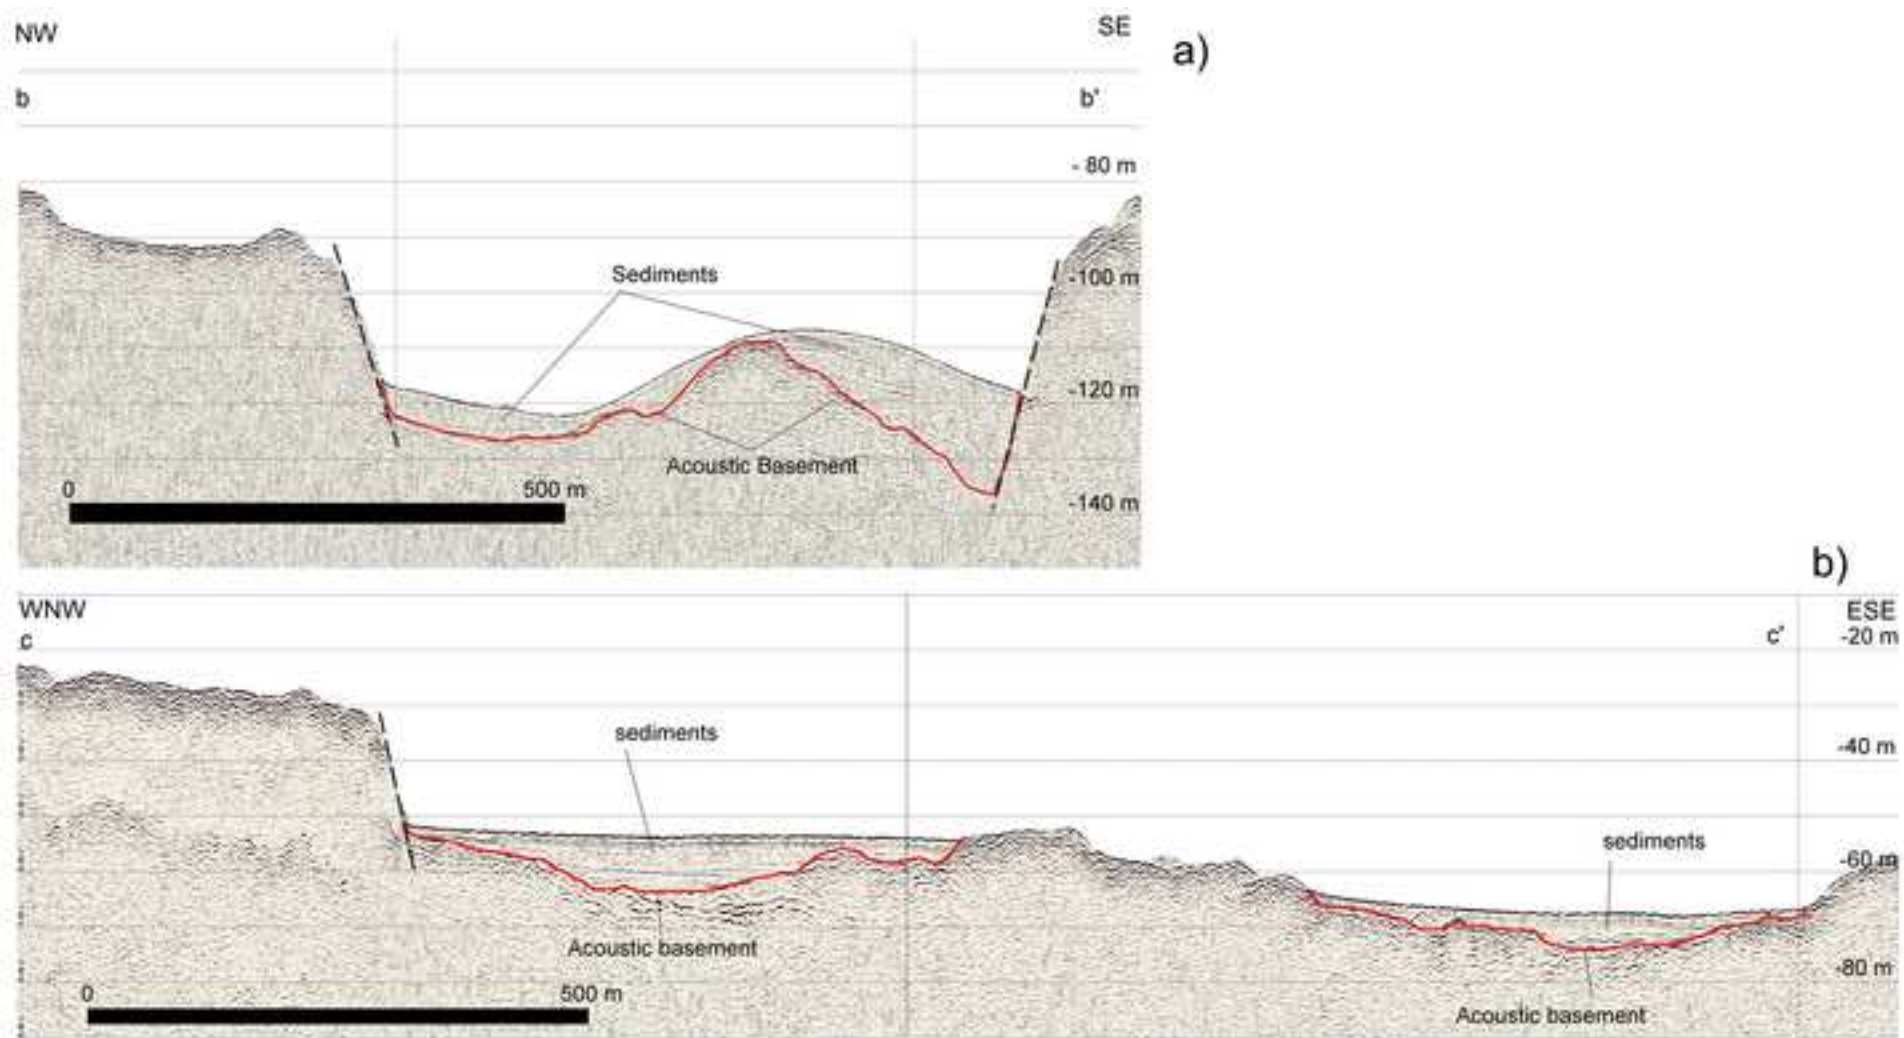 NW
SE
a)
b
b'
- 80 m
Sediments
-100 m
-120 m
Acoustic Basement
0
500 m
-140 m
b)
WNW
ESE
c
c'
-20 m
sediments
-40 m
sediments
-60 m
Acoustic basement
-80 m
0
500 m
Acoustic basement